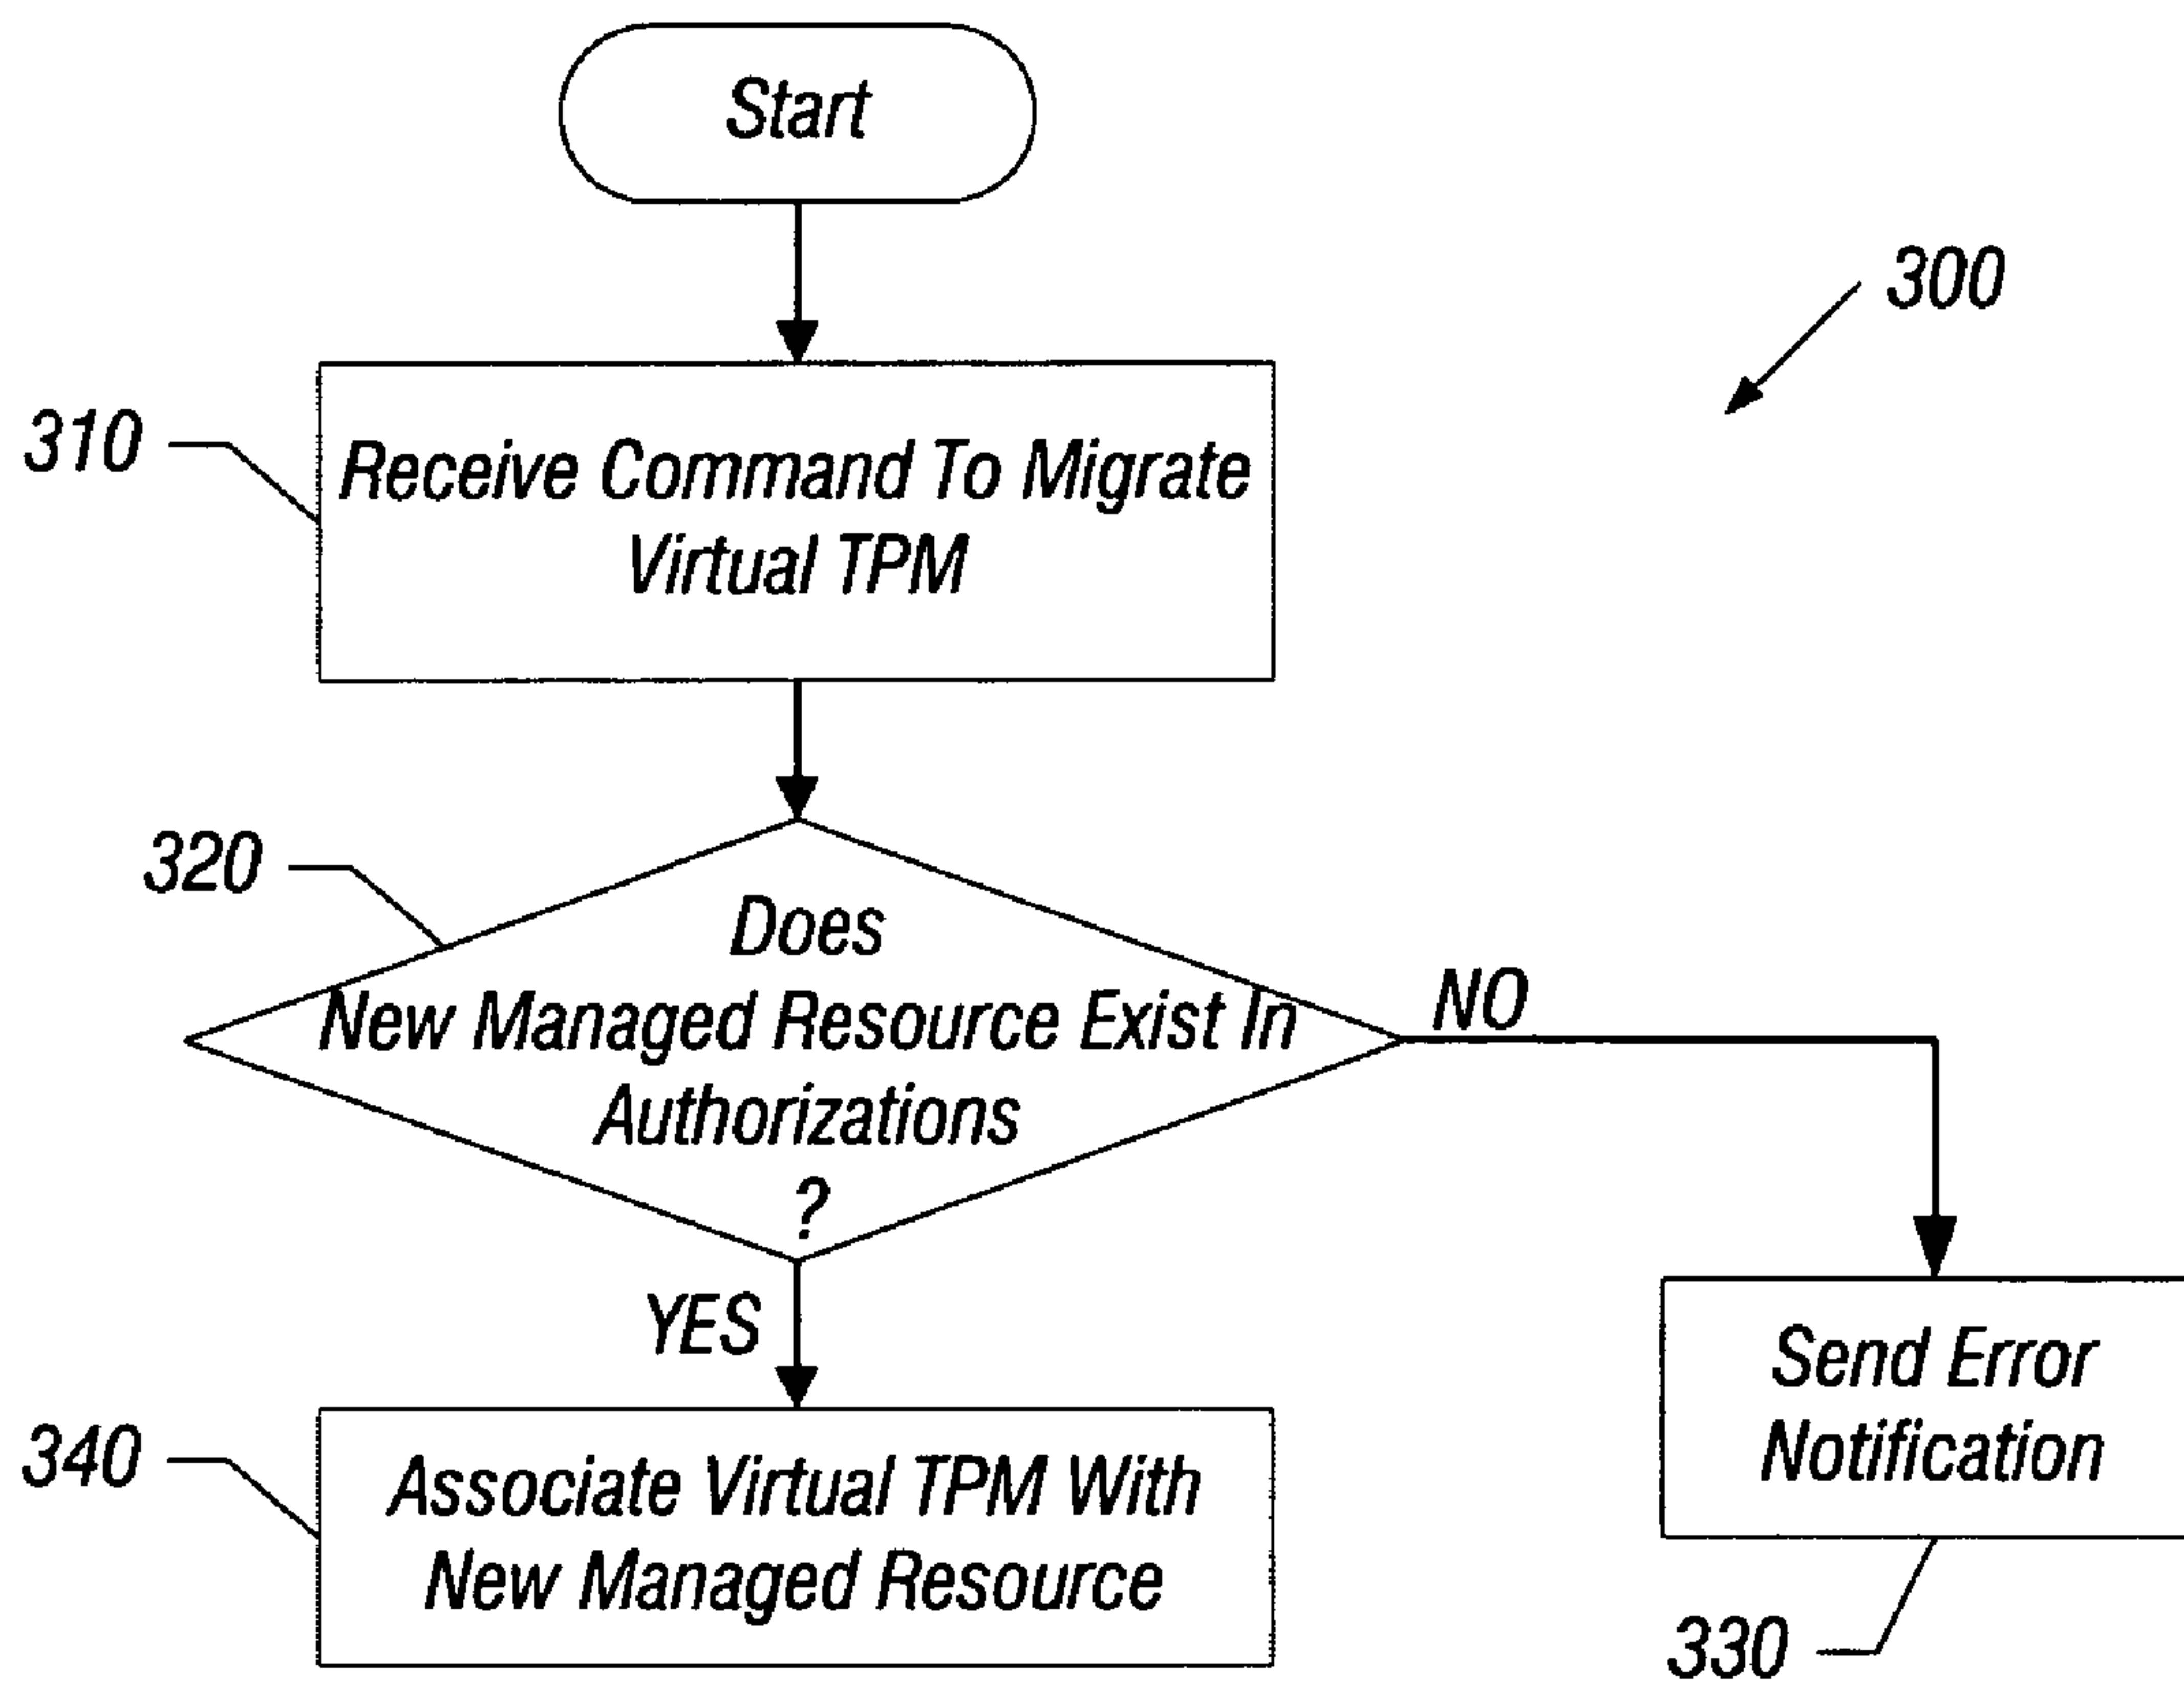 Start
300
310
Receive Command To Migrate
Virtual TPM
320
Does
New Managed Resource Exist In
Authorizations
?
NO
YES
Send Error
Notification
340
Associate Virtual TPM With
New Managed Resource
330